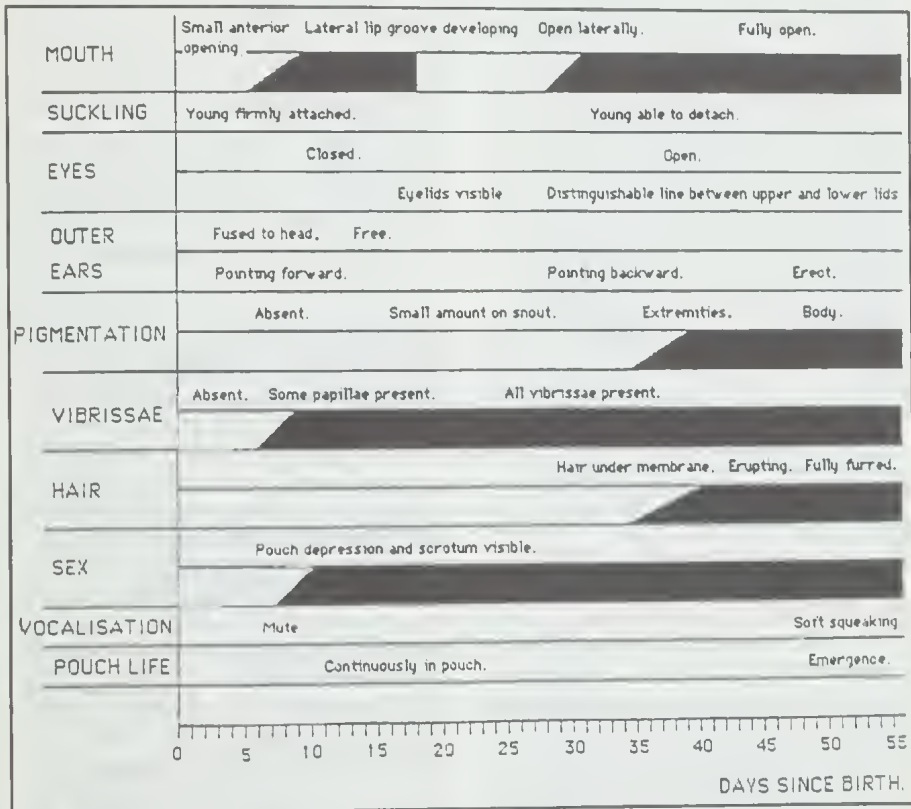 MOUTH
Small anterior opening. Lateral lip groove developing Open laterally. Fully open.
SUCKLING
Young firmly attached. Young able to detach.
EYES
Closed. Open.
Eyelids visible Distinguishable line between upper and lower lids
OUTER EARS
Fused to head. Free.
Pointing forward. Pointing backward. Erect.
PIGMENTATION
Absent. Small amount on snout. Extremities. Body.
VIBRISSAE
Absent. Some papillae present. All vibrissae present.
HAIR
Hair under membrane. Erupting. Fully furred.
SEX
Pouch depression and scrotum visible.
VOCALISATION
Mute Soft squeaking
POUCH LIFE
Continuously in pouch. Emergence.
0 5 10 15 20 25 30 35 40 45 50 55
DAYS SINCE BIRTH.